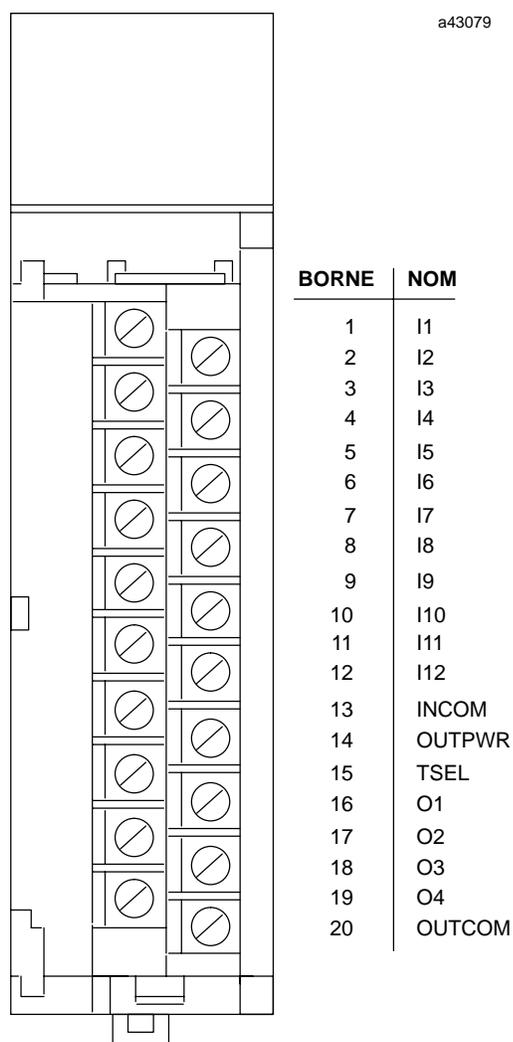 a43079
BORNE NOM
1 I1
2 I2
3 I3
4 I4
5 I5
6 I6
7 I7
8 I8
9 I9
10 I10
11 I11
12 I12
13 INCOM
14 OUTPWR
15 TSEL
16 O1
17 O2
18 O3
19 O4
20 OUTCOM